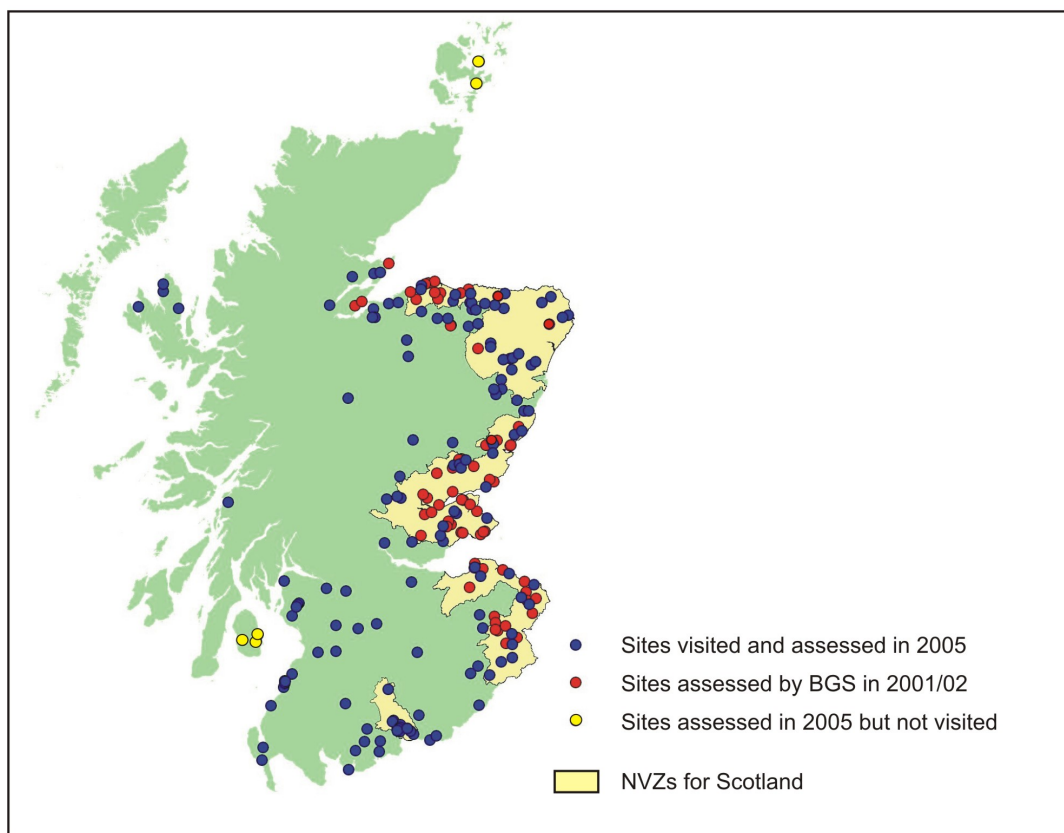 Sites visited and assessed in 2005
Sites assessed by BGS in 2001/02
Sites assessed in 2005 but not visited
NVZs for Scotland